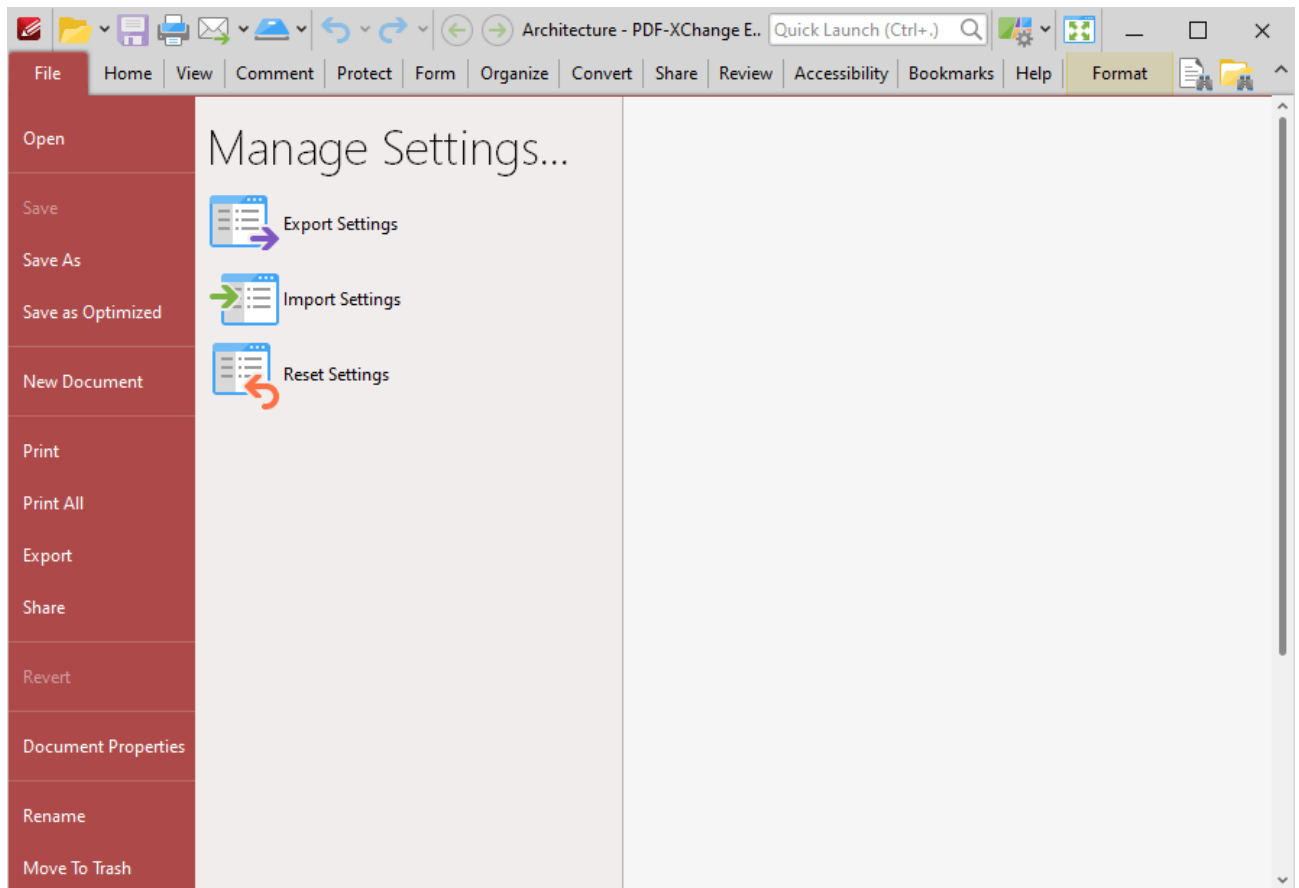 Architecture - PDF-XChange E..
Quick Launch (Ctrl+.)
File Home View Comment Protect Form Organize Convert Share Review Accessibility Bookmarks Help Format
Open
Save
Save As
Save as Optimized
New Document
Print
Print All
Export
Share
Revert
Document Properties
Rename
Move To Trash
Manage Settings...
Export Settings
Import Settings
Reset Settings